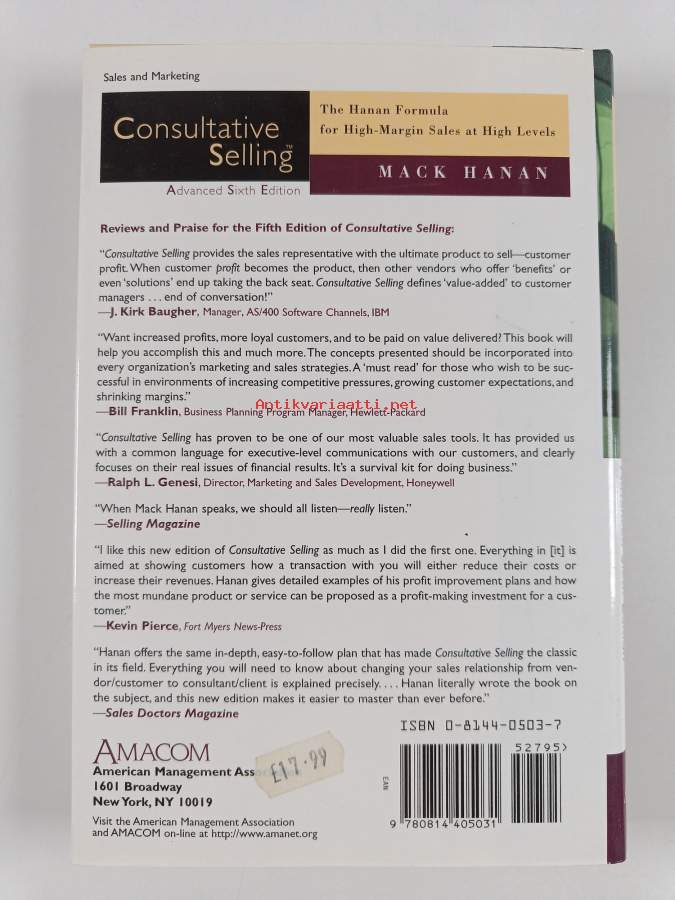 Sales and Marketing
Consultative
Selling™
Advanced Sixth Edition
The Hanan Formula
for High-Margin Sales at High Levels
MACK HANAN
Reviews and Praise for the Fifth Edition of Consultative Selling:
“Consultative Selling provides the sales representative with the ultimate product to sell—customer
profit. When customer profit becomes the product, then other vendors who offer ‘benefits’ or
even ‘solutions’ end up taking the back seat. Consultative Selling defines ‘value-added’ to customer
managers . . . end of conversation!”
—J. Kirk Baugher, Manager, AS/400 Software Channels, IBM
“Want increased profits, more loyal customers, and to be paid on value delivered? This book will
help you accomplish this and much more. The concepts presented should be incorporated into
every organization’s marketing and sales strategies. A ‘must read’ for those who wish to be suc-
cessful in environments of increasing competitive pressures, growing customer expectations, and
shrinking margins.”
Antikvariaatti.net
—Bill Franklin, Business Planning Program Manager, Hewlett-Packard
“Consultative Selling has proven to be one of our most valuable sales tools. It has provided us
with a common language for executive-level communications with our customers, and clearly
focuses on their real issues of financial results. It’s a survival kit for doing business.”
—Ralph L. Genesi, Director, Marketing and Sales Development, Honeywell
“When Mack Hanan speaks, we should all listen—really listen.”
—Selling Magazine
“I like this new edition of Consultative Selling as much as I did the first one. Everything in [it] is
aimed at showing customers how a transaction with you will either reduce their costs or
increase their revenues. Hanan gives detailed examples of his profit improvement plans and how
the most mundane product or service can be proposed as a profit-making investment for a cus-
tomer.”
—Kevin Pierce, Fort Myers News-Press
“Hanan offers the same in-depth, easy-to-follow plan that has made Consultative Selling the classic
in its field. Everything you will need to know about changing your sales relationship from ven-
dor/customer to consultant/client is explained precisely. . . . Hanan literally wrote the book on
the subject, and this new edition makes it easier to master than ever before.”
—Sales Doctors Magazine
ISBN 0-8144-0503-7
52795>
EAN
9 780814 405031
AMACOM
American Management Ass
£17.99
1601 Broadway
New York, NY 10019
Visit the American Management Association
and AMACOM on-line at http://www.amanet.org